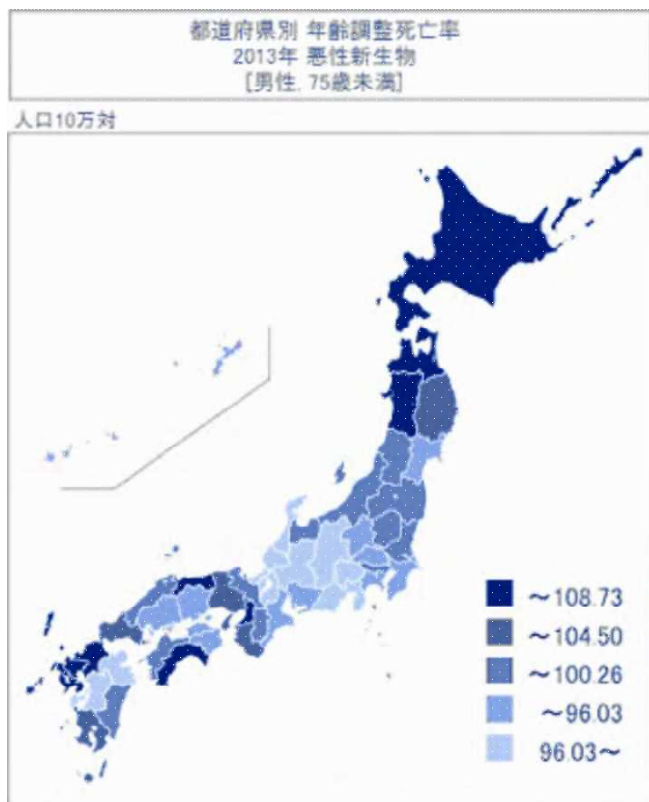 都道府県別 年齢調整死亡率
2013年 悪性新生物
[男性, 75歳未満]
人口10万対
～108.73
～104.50
～100.26
～96.03
96.03～